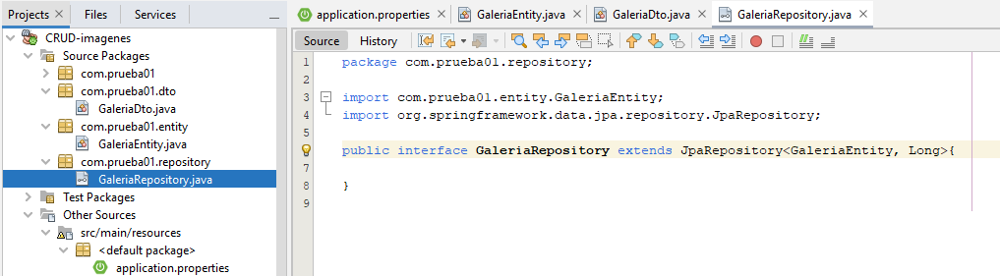 Projects Files Services
CRUD-imagenes
Source Packages
com.prueba01
com.prueba01.dto
GaleriaDto.java
com.prueba01.entity
GaleriaEntity.java
com.prueba01.repository
GaleriaRepository.java
Test Packages
Other Sources
src/main/resources
<default package>
application.properties
application.properties GaleriaEntity.java GaleriaDto.java GaleriaRepository.java
Source History
1 package com.prueba01.repository;
2
3 import com.prueba01.entity.GaleriaEntity;
4 import org.springframework.data.jpa.repository.JpaRepository;
5
public interface GaleriaRepository extends JpaRepository<GaleriaEntity, Long>{
7
8 }
9